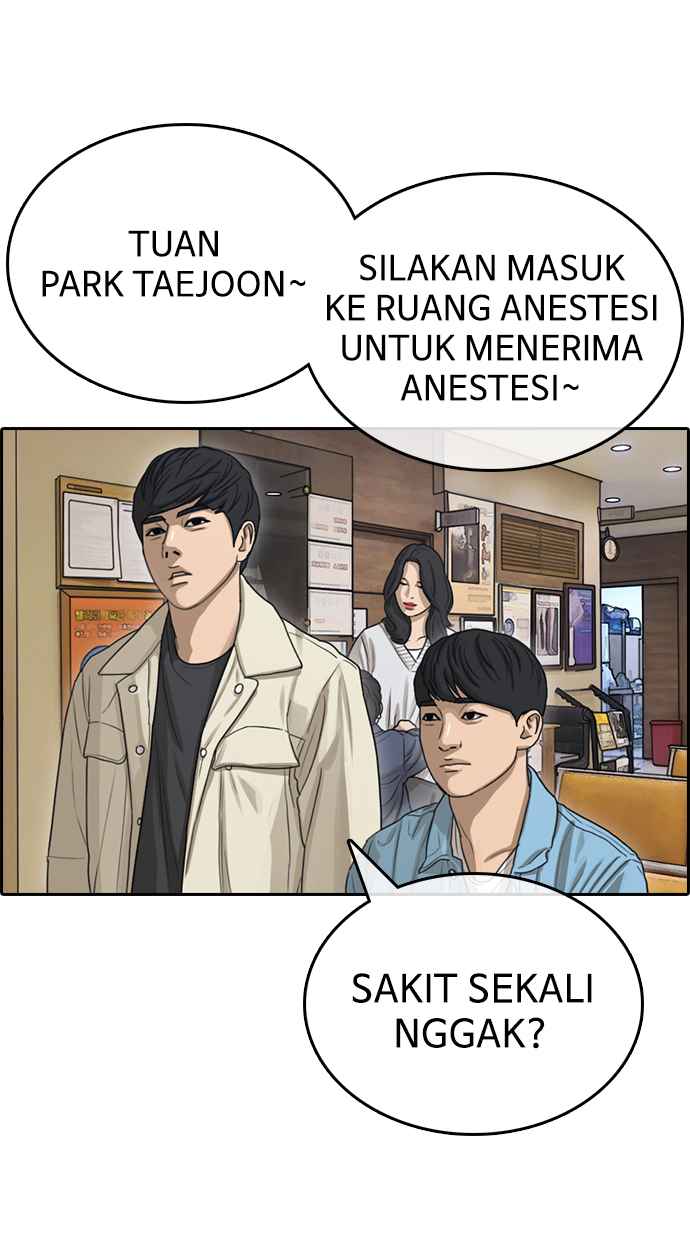 TUAN
PARK TAEJOON~
SILAKAN MASUK
KE RUANG ANESTESI
UNTUK MENERIMA
ANESTESI~
SAKIT SEKALI
NGGAK?